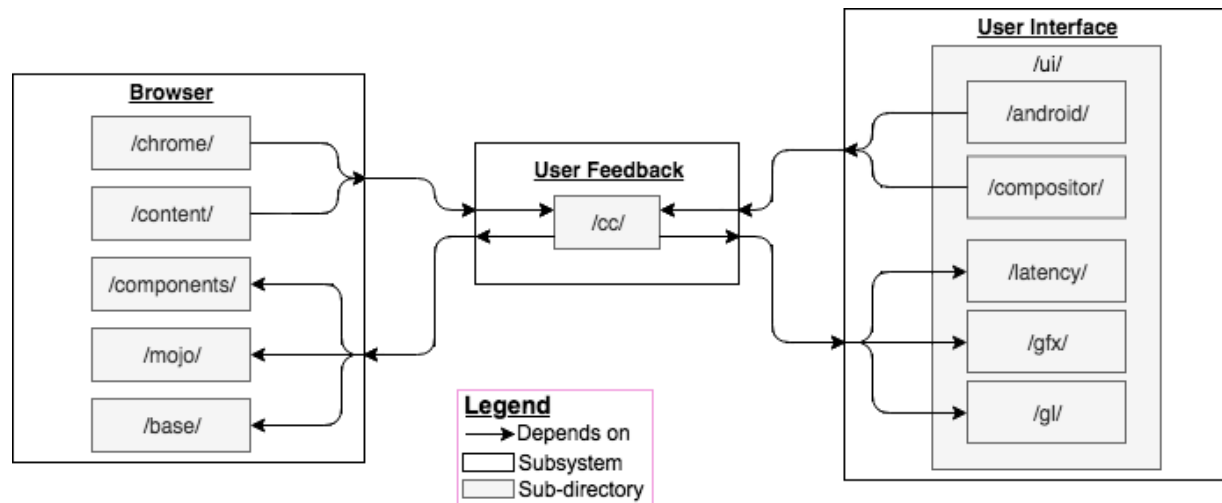 Browser
/chrome/
/content/
/components/
/mojo/
/base/
User Feedback
/cc/
User Interface
/ui/
/android/
/compositor/
/latency/
/gfx/
/gl/
Legend
Depends on
Subsystem
Sub-directory